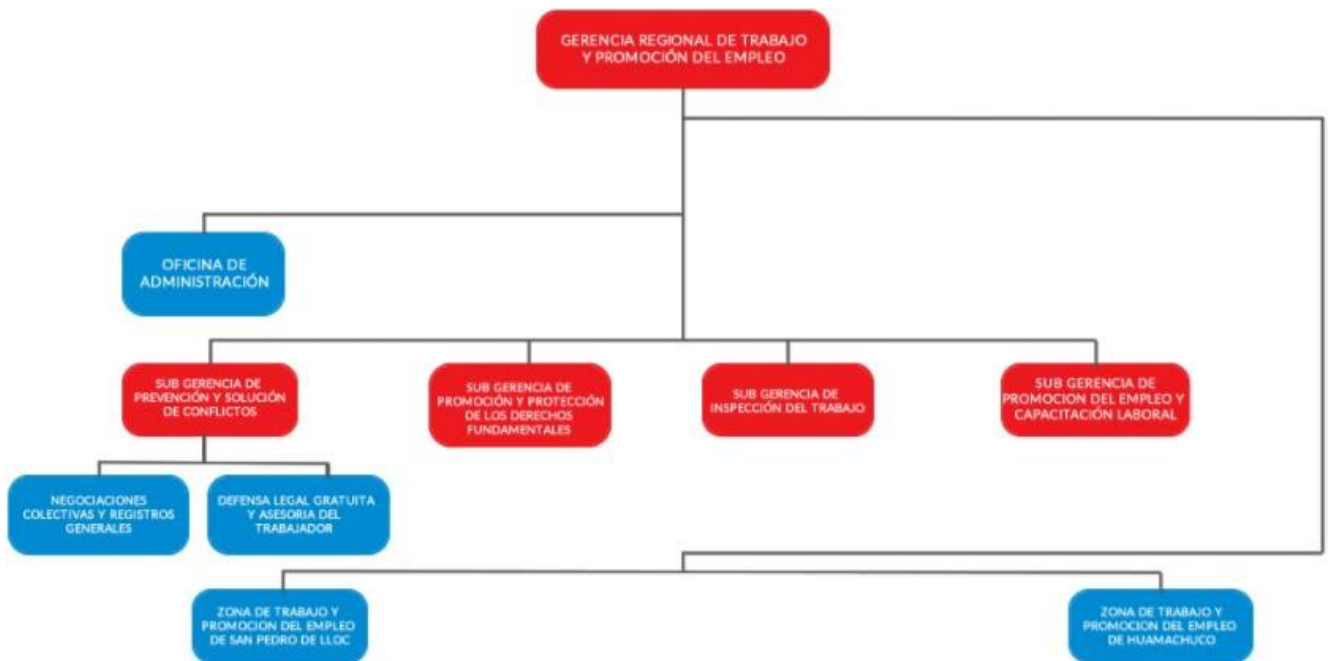 GERENCIA REGIONAL DE TRABAJO
Y PROMOCIÓN DEL EMPLEO
OFICINA DE
ADMINISTRACIÓN
SUB GERENCIA DE
PREVENCIÓN Y SOLUCIÓN
DE CONFLICTOS
SUB GERENCIA DE
PROMOCIÓN Y PROTECCIÓN
DE LOS DERECHOS
FUNDAMENTALES
SUB GERENCIA DE
INSPECCIÓN DEL TRABAJO
SUB GERENCIA DE
PROMOCION DEL EMPLEO Y
CAPACITACIÓN LABORAL
NEGOCIACIONES
COLECTIVAS Y REGISTROS
GENERALES
DEFENSA LEGAL GRATUITA
Y ASESORIA DEL
TRABAJADOR
ZONA DE TRABAJO Y
PROMOCION DEL EMPLEO
DE SAN PEDRO DE LLOC
ZONA DE TRABAJO Y
PROMOCION DEL EMPLEO
DE HUAMACHUCO